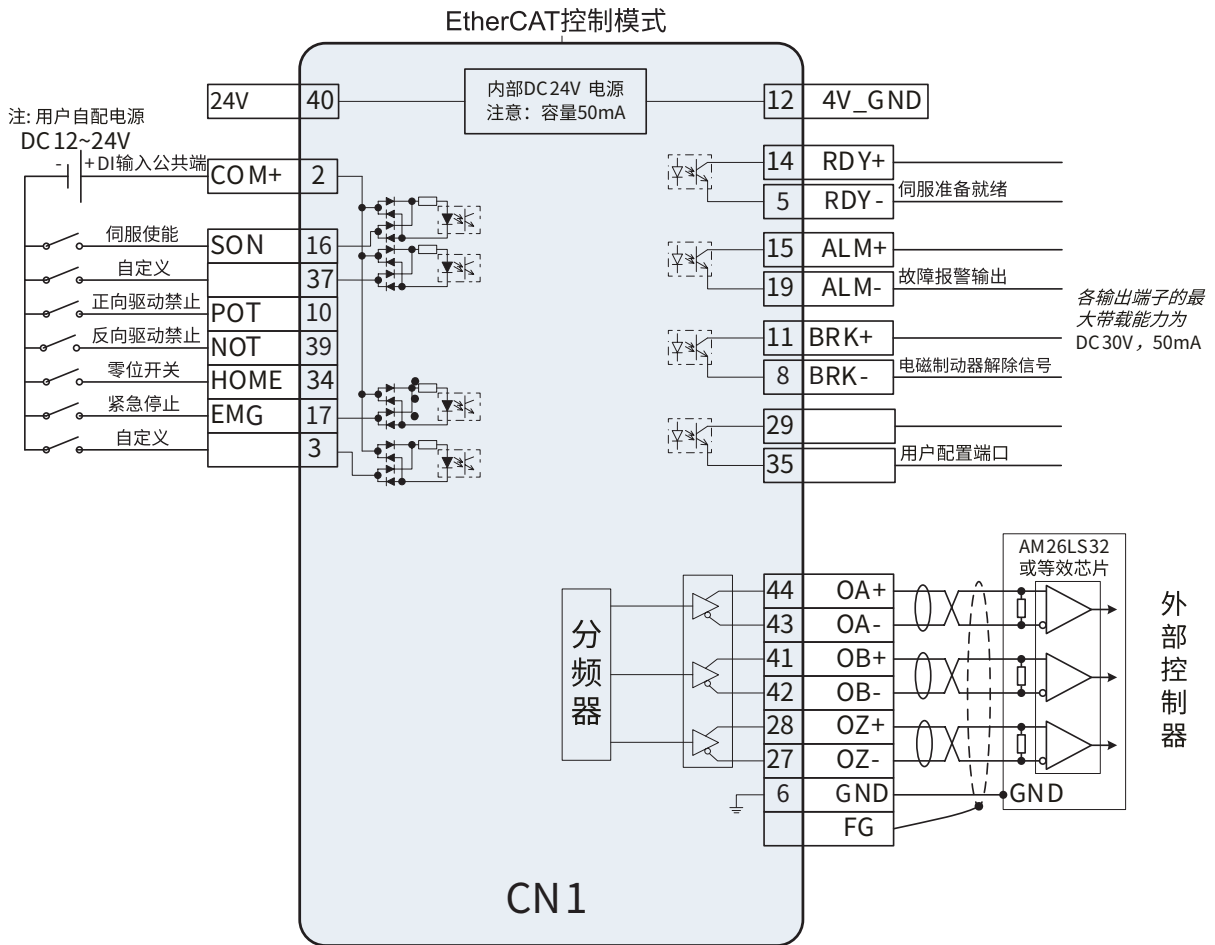 EtherCAT控制模式
24V
40
内部DC24V 电源
注意：容量50mA
12
4V_GND
注: 用户自配电源
DC12~24V
- + DI输入公共端
COM+
2
14
RDY+
5
RDY-
伺服准备就绪
伺服使能
SON
16
15
ALM+
自定义
37
19
ALM-
故障报警输出
正向驱动禁止
POT
10
各输出端子的最
大带载能力为
DC30V，50mA
反向驱动禁止
NOT
39
11
BRK+
零位开关
HOME
34
8
BRK-
电磁制动器解除信号
紧急停止
EMG
17
29
自定义
3
35
用户配置端口
AM26LS32
或等效芯片
分频器
44
OA+
43
OA-
41
OB+
42
OB-
28
OZ+
27
OZ-
6
GND
GND
FG
外部控制器
CN1